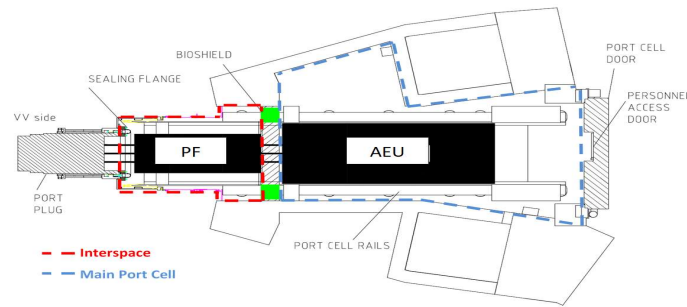 BIOSHIELD
PORT CELL
DOOR
SEALING FLANGE
PERSONNEL
ACCESS
DOOR
VV side
PF
AEU
PORT
PLUG
PORT CELL RAILS
Interspace
Main Port Cell